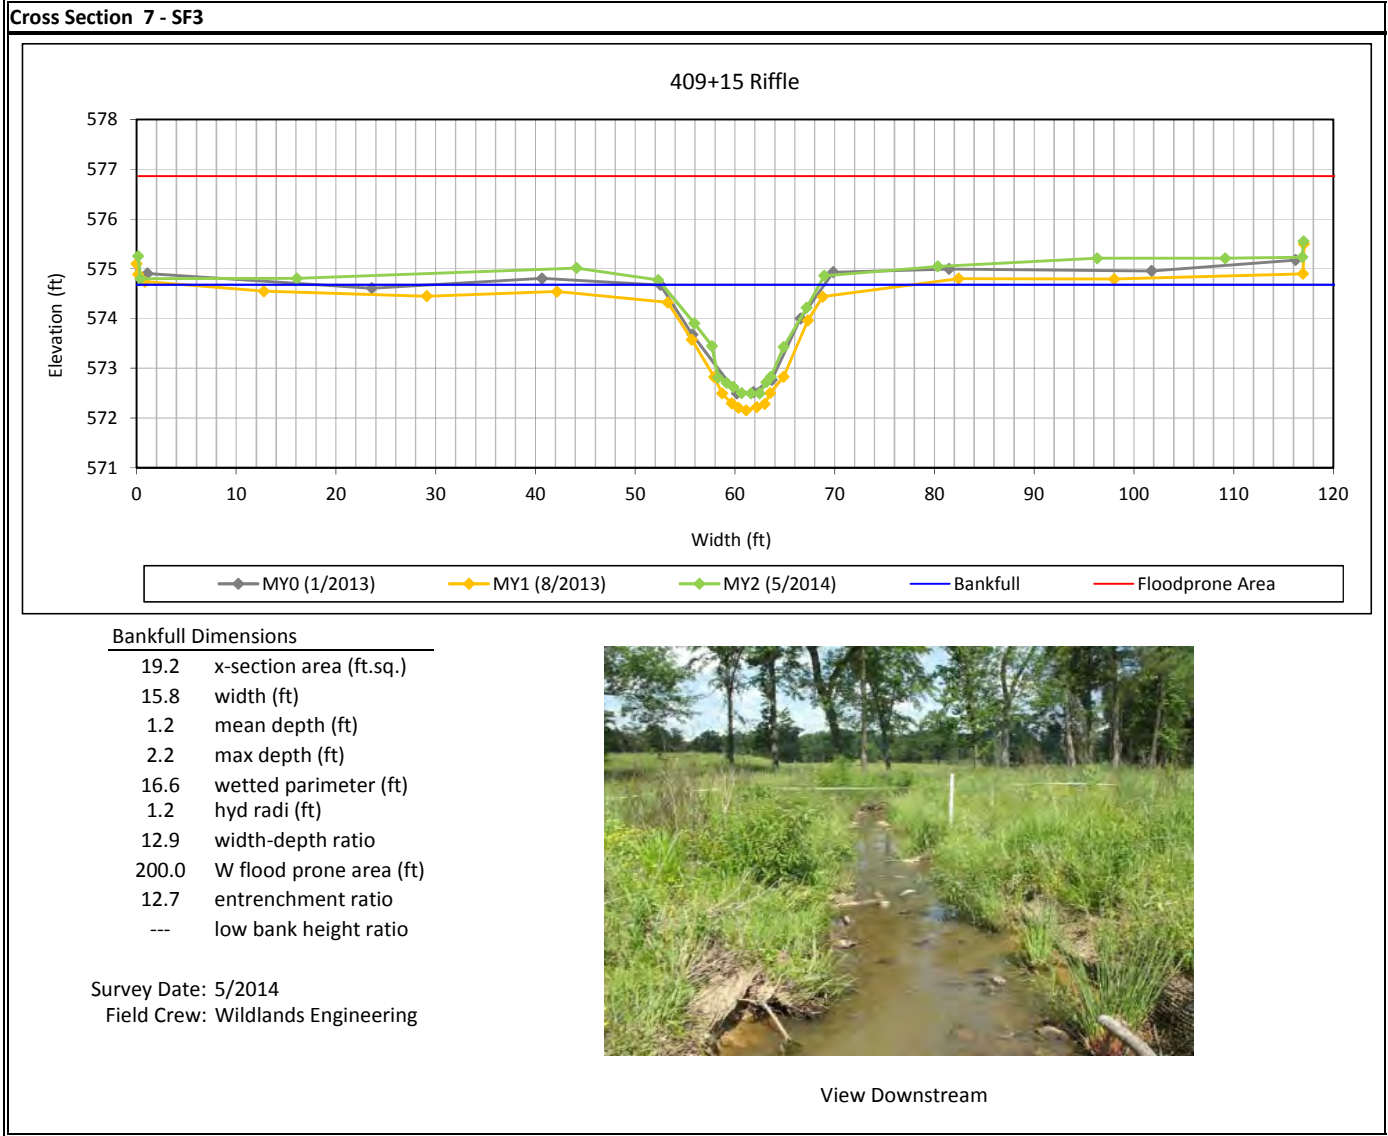 Cross Section 7 - SF3
409+15 Riffle
Elevation (ft)
578
577
576
575
574
573
572
571
0 10 20 30 40 50 60 70 80 90 100 110 120
Width (ft)
MY0 (1/2013) MY1 (8/2013) MY2 (5/2014) Bankfull Floodprone Area
Bankfull Dimensions
19.2 x-section area (ft.sq.)
15.8 width (ft)
1.2 mean depth (ft)
2.2 max depth (ft)
16.6 wetted parimeter (ft)
1.2 hyd radi (ft)
12.9 width-depth ratio
200.0 W flood prone area (ft)
12.7 entrenchment ratio
--- low bank height ratio
Survey Date: 5/2014
Field Crew: Wildlands Engineering
View Downstream